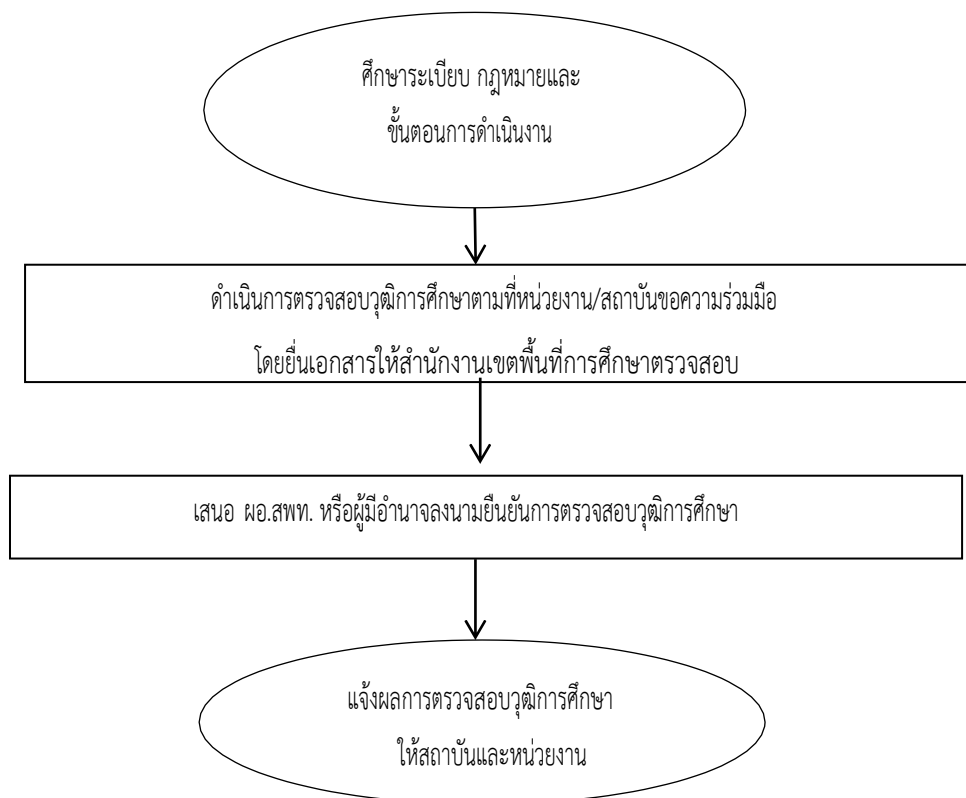 ศึกษาระเบียบ กฎหมายและ
ขั้นตอนการดำเนินงาน
ดำเนินการตรวจสอบวุฒิการศึกษาตามที่หน่วยงาน/สถาบันขอความร่วมมือ
โดยยื่นเอกสารให้สำนักงานเขตพื้นที่การศึกษาตรวจสอบ
เสนอ ผอ.สพท. หรือผู้มีอำนาจลงนามยืนยันการตรวจสอบวุฒิการศึกษา
แจ้งผลการตรวจสอบวุฒิการศึกษา
ให้สถาบันและหน่วยงาน